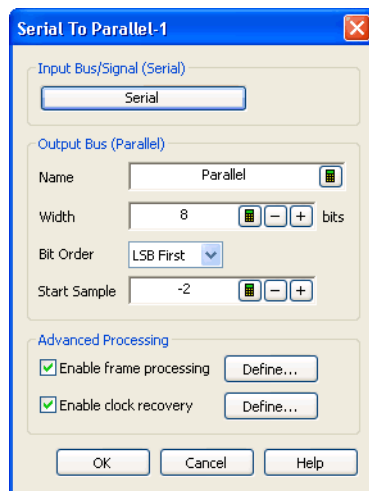 Serial To Parallel-1
Input Bus/Signal (Serial)
Serial
Output Bus (Parallel)
Name Parallel
Width 8 − + bits
Bit Order LSB First
Start Sample -2 − +
Advanced Processing
Enable frame processing Define...
Enable clock recovery Define...
OK Cancel Help